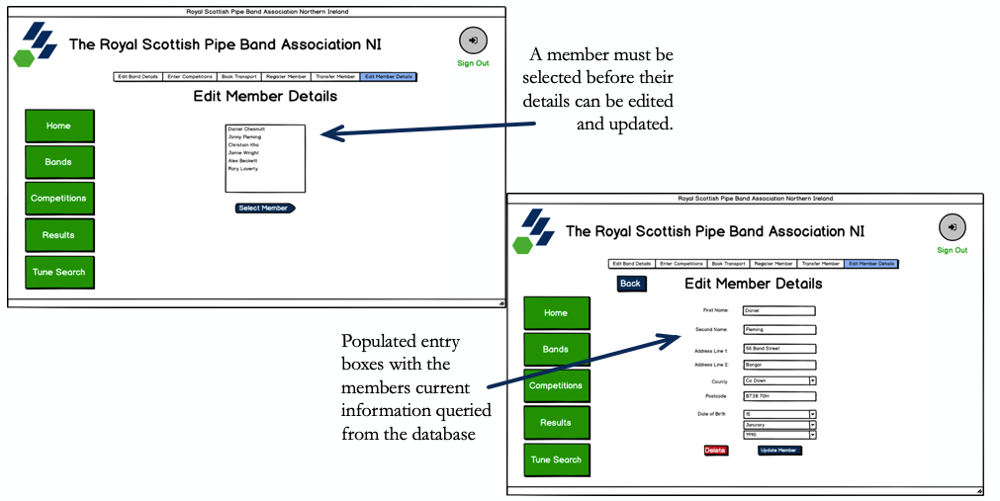 Royal Scottish Pipe Band Association Northern Ireland
The Royal Scottish Pipe Band Association NI
Sign Out
Edit Band Details Enter Competitions Book Transport Register Member Transfer Member Edit Member Details
Edit Member Details
Home
Bands
Competitions
Results
Tune Search
Daniel Chesnutt
Jonny Fleming
Christain Kho
Jamie Wright
Alex Beckett
Rory Laverty
Select Member
A member must be
selected before their
details can be edited
and updated.
Royal Scottish Pipe Band Association Northern Ireland
The Royal Scottish Pipe Band Association NI
Sign Out
Edit Band Details Enter Competitions Book Transport Register Member Transfer Member Edit Member Details
Back
Edit Member Details
Home
Bands
Competitions
Results
Tune Search
First Name: Daniel
Second Name: Fleming
Address Line 1: 56 Band Street
Address Line 2: Bangor
County Co Down
Postcode BT38 7GH
Date of Birth 15
Janurary
1990
Delete Update Member
Populated entry
boxes with the
members current
information queried
from the database